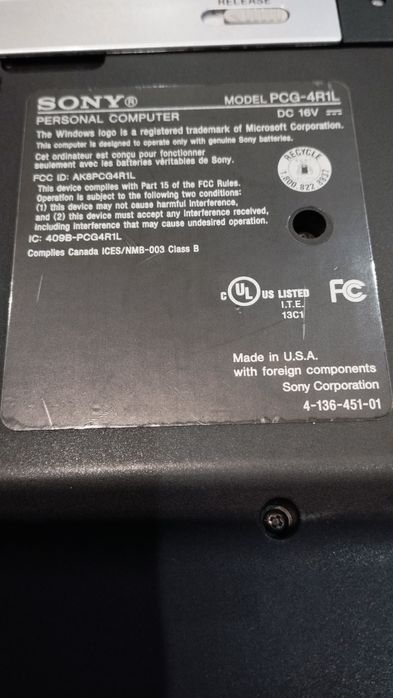 RELEASE
SONY® MODEL PCG-4R1L
PERSONAL COMPUTER DC 16V
The Windows logo is a registered trademark of Microsoft Corporation.
This computer is designed to operate only with genuine Sony batteries.
Cet ordinateur est conçu pour fonctionner
seulement avec les batteries véritables de Sony.
RECYCLE
1.800.822.8837
FCC ID: AK8PCG4R1L
This device complies with Part 15 of the FCC Rules.
Operation is subject to the following two conditions:
(1) this device may not cause harmful interference,
and (2) this device must accept any interference received,
including interference that may cause undesired operation.
IC: 409B-PCG4R1L
Complies Canada ICES/NMB-003 Class B
C UL US LISTED FC
I.T.E.
13C1
Made in U.S.A.
with foreign components
Sony Corporation
4-136-451-01